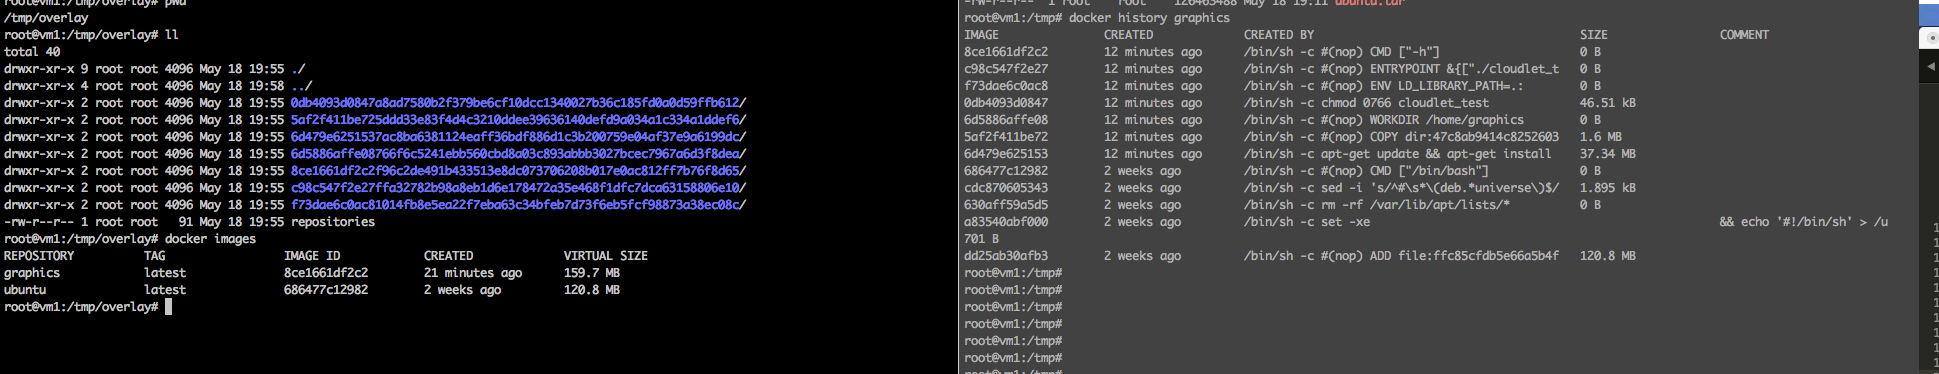 root@vm1:/tmp/overlay# pwd
/tmp/overlay
root@vm1:/tmp/overlay# ll
total 40
drwxr-xr-x 9 root root 4096 May 18 19:55 ./
drwxr-xr-x 4 root root 4096 May 18 19:58 ../
drwxr-xr-x 2 root root 4096 May 18 19:55 0db4093d0847a8ad7580b2f379be6cf10dcc1340027b36c185fd0a0d59ffb612/
drwxr-xr-x 2 root root 4096 May 18 19:55 5af2f411be725ddd33e83f4d4c3210ddee39636140defd9a034a1c334a1ddef6/
drwxr-xr-x 2 root root 4096 May 18 19:55 6d479e6251537ac8ba6381124eaff36bdf886d1c3b200759e04af37e9a6199dc/
drwxr-xr-x 2 root root 4096 May 18 19:55 6d5886affe08766f6c5241ebb560cbd8a03c893abbb3027bcec7967a6d3f8dea/
drwxr-xr-x 2 root root 4096 May 18 19:55 8ce1661df2c2f96c2de491b433513e8dc073706208b017e0ac812ff7b76f8d65/
drwxr-xr-x 2 root root 4096 May 18 19:55 c98c547f2e27ffa32782b98a8eb1d6e178472a35e468f1dfc7dca63158806e10/
drwxr-xr-x 2 root root 4096 May 18 19:55 f73dae6c0ac81014fb8e5ea22f7eba63c34bfeb7d73f6eb5fcf98873a38ec08c/
-rw-r--r-- 1 root root   91 May 18 19:55 repositories
root@vm1:/tmp/overlay# docker images
REPOSITORY TAG IMAGE ID CREATED VIRTUAL SIZE
graphics latest 8ce1661df2c2 21 minutes ago 159.7 MB
ubuntu latest 686477c12982 2 weeks ago 120.8 MB
root@vm1:/tmp/overlay#
-rw-r--r-- 1 root root 126463488 May 18 19:11 ubuntu.tar
root@vm1:/tmp# docker history graphics
IMAGE CREATED CREATED BY SIZE COMMENT
8ce1661df2c2 12 minutes ago /bin/sh -c #(nop) CMD ["-h"] 0 B
c98c547f2e27 12 minutes ago /bin/sh -c #(nop) ENTRYPOINT &{["./cloudlet_t 0 B
f73dae6c0ac8 12 minutes ago /bin/sh -c #(nop) ENV LD_LIBRARY_PATH=.: 0 B
0db4093d0847 12 minutes ago /bin/sh -c chmod 0766 cloudlet_test 46.51 kB
6d5886affe08 12 minutes ago /bin/sh -c #(nop) WORKDIR /home/graphics 0 B
5af2f411be72 12 minutes ago /bin/sh -c #(nop) COPY dir:47c8ab9414c8252603 1.6 MB
6d479e625153 12 minutes ago /bin/sh -c apt-get update && apt-get install 37.34 MB
686477c12982 2 weeks ago /bin/sh -c #(nop) CMD ["/bin/bash"] 0 B
cdc870605343 2 weeks ago /bin/sh -c sed -i 's/^#\s*\(deb.*universe\)$/ 1.895 kB
630aff59a5d5 2 weeks ago /bin/sh -c rm -rf /var/lib/apt/lists/* 0 B
a83540abf000 2 weeks ago /bin/sh -c set -xe && echo '#!/bin/sh' > /u
701 B
dd25ab30afb3 2 weeks ago /bin/sh -c #(nop) ADD file:ffc85cfdb5e66a5b4f 120.8 MB
root@vm1:/tmp#
root@vm1:/tmp#
root@vm1:/tmp#
root@vm1:/tmp#
root@vm1:/tmp#
root@vm1:/tmp#
root@vm1:/tmp#